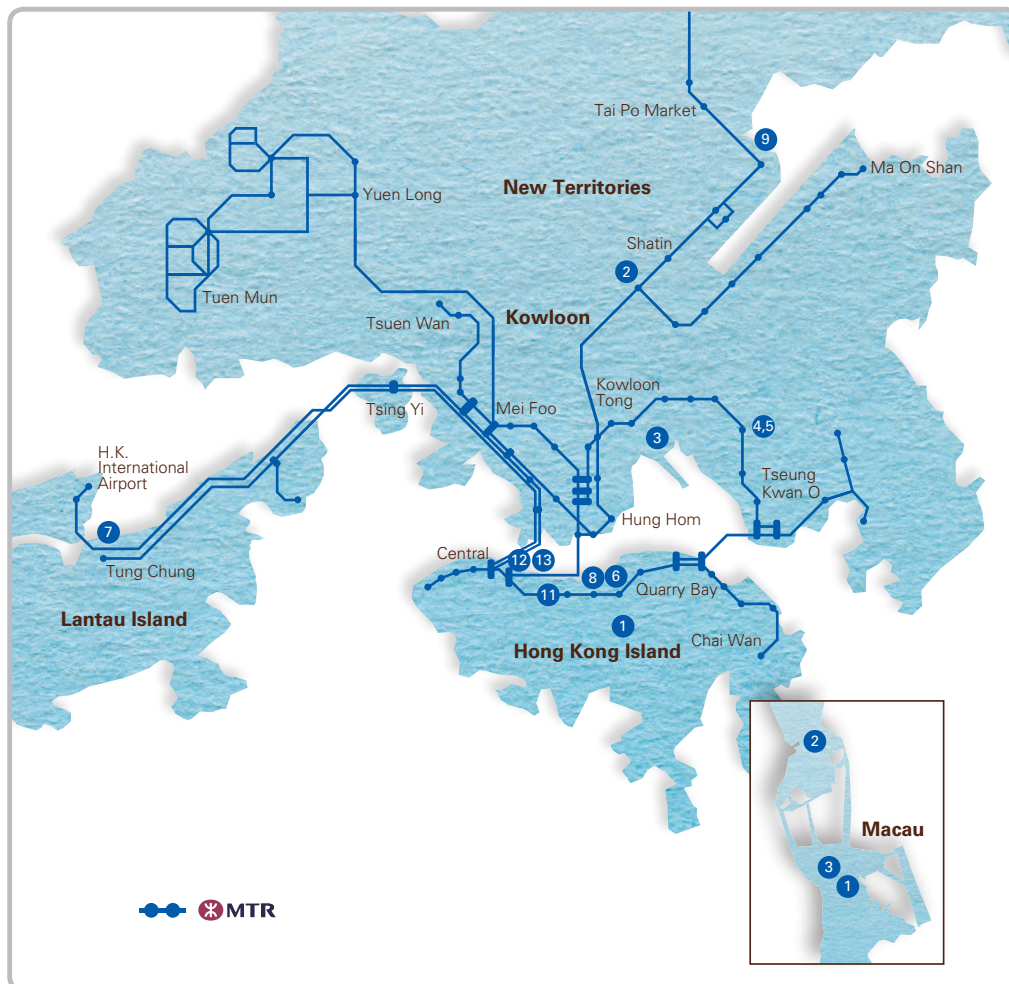 Tai Po Market
9
Ma On Shan
New Territories
Yuen Long
Shatin
2
Tuen Mun
Tsuen Wan
Kowloon
Kowloon
Tong
Tsing Yi
Mei Foo
3
4,5
H.K.
International
Airport
Tseung
Kwan O
7
Hung Hom
Tung Chung
Central
12
13
8
6
11
Quarry Bay
Lantau Island
1
Chai Wan
Hong Kong Island
2
Macau
3
1
MTR